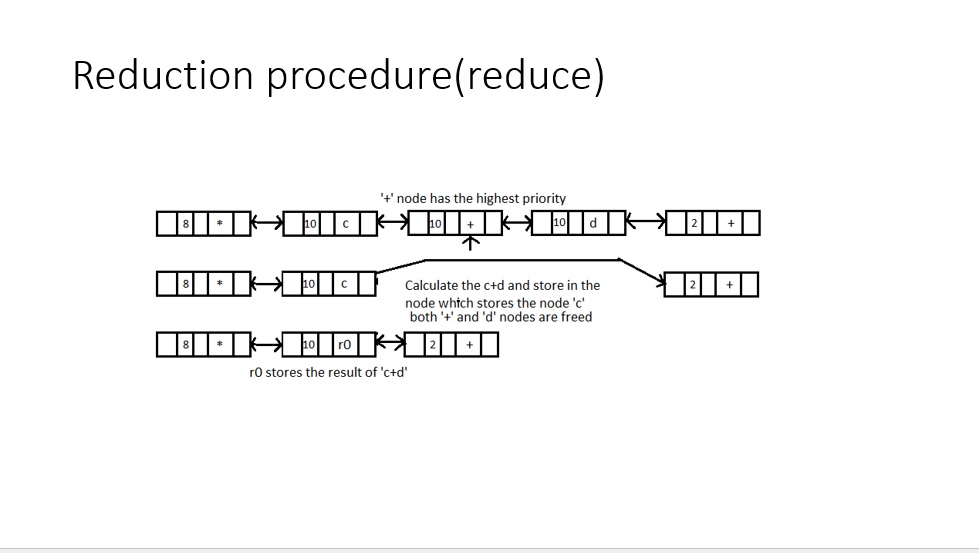 Reduction procedure(reduce)
'+' node has the highest priority
8 * 10 c 10 + 10 d 2 +
8 * 10 c 2 +
Calculate the c+d and store in the
node which stores the node 'c'
both '+' and 'd' nodes are freed
8 * 10 r0 2 +
r0 stores the result of 'c+d'